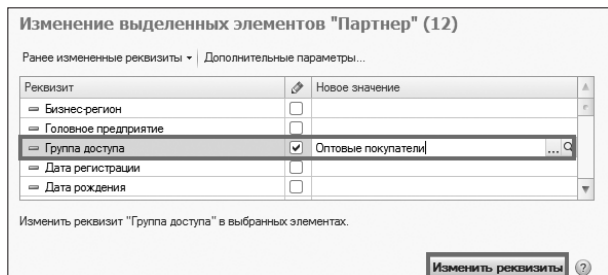 Изменение выделенных элементов "Партнер" (12)
Ранее измененные реквизиты Дополнительные параметры...
Реквизит Новое значение
Бизнес-регион
Головное предприятие
Группа доступа Оптовые покупатели ...
Дата регистрации
Дата рождения
Изменить реквизит "Группа доступа" в выбранных элементах.
Изменить реквизиты ?